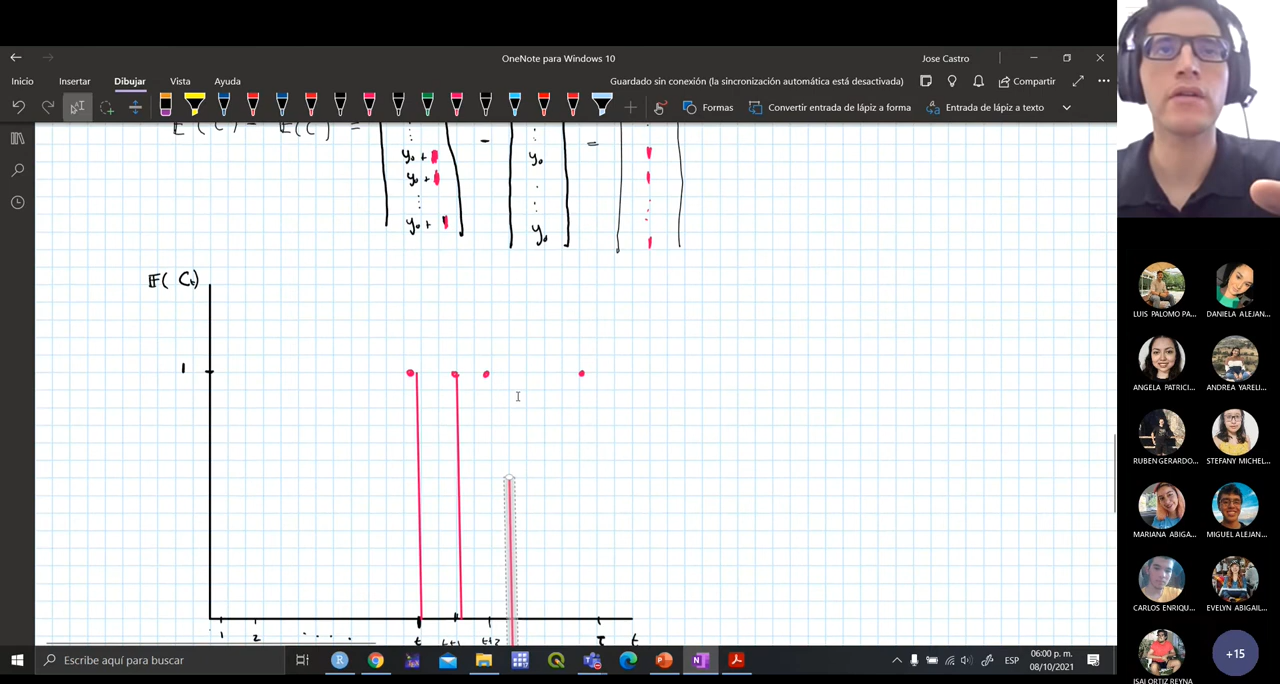 OneNote para Windows 10
Jose Castro
Inicio Insertar Dibujar Vista Ayuda
Guardado sin conexión (la sincronización automática está desactivada)
Compartir
Formas
Convertir entrada de lápiz a forma
Entrada de lápiz a texto
y₀ +
y₀ +
y₀ +
-
y₀
y₀
=
E( Cₜ)
1
1 2 .... t t+1 t+2 τ t
LUIS PALOMO PA...
DANIELA ALEJAN...
ANGELA PATRICI...
ANDREA YARELI...
RUBEN GERARDO...
STEFANY MICHEL...
MARIANA ABIGA...
MIGUEL ALEJAN...
CARLOS ENRIQU...
EVELYN ABIGAIL...
ISAI ORTIZ REYNA
+15
Escribe aquí para buscar
ESP
06:00 p. m.
08/10/2021